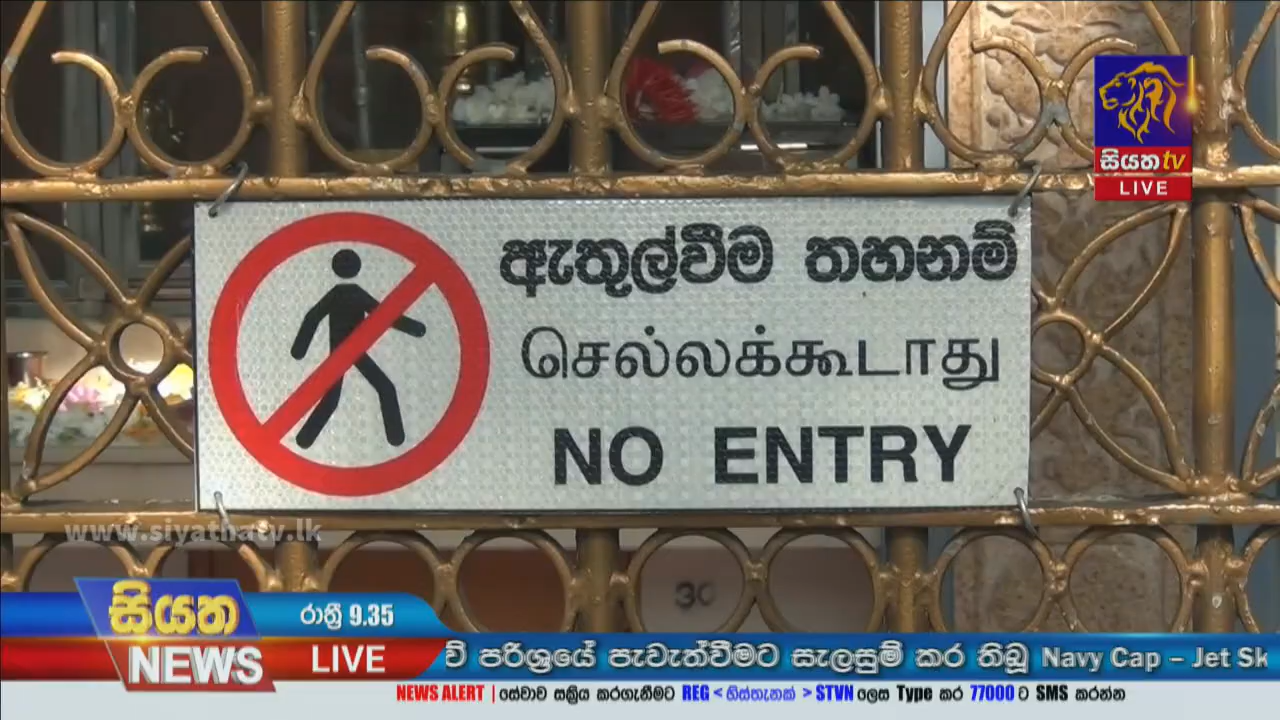 සියත tv
LIVE
ඇතුල්වීම තහනම්
செல்லக்கூடாது
NO ENTRY
www.siyathatv.lk
30
සියත
NEWS
රාත්‍රී 9.35
LIVE
ව් පරිශ්‍රයේ පැවැත්වීමට සැලසුම් කර තිබූ Navy Cap – Jet Sk
NEWS ALERT | සේවාව සක්‍රිය කරගැනීමට REG < හිස්තැනක් > STVN ලෙස Type කර 77000 ට SMS කරන්න